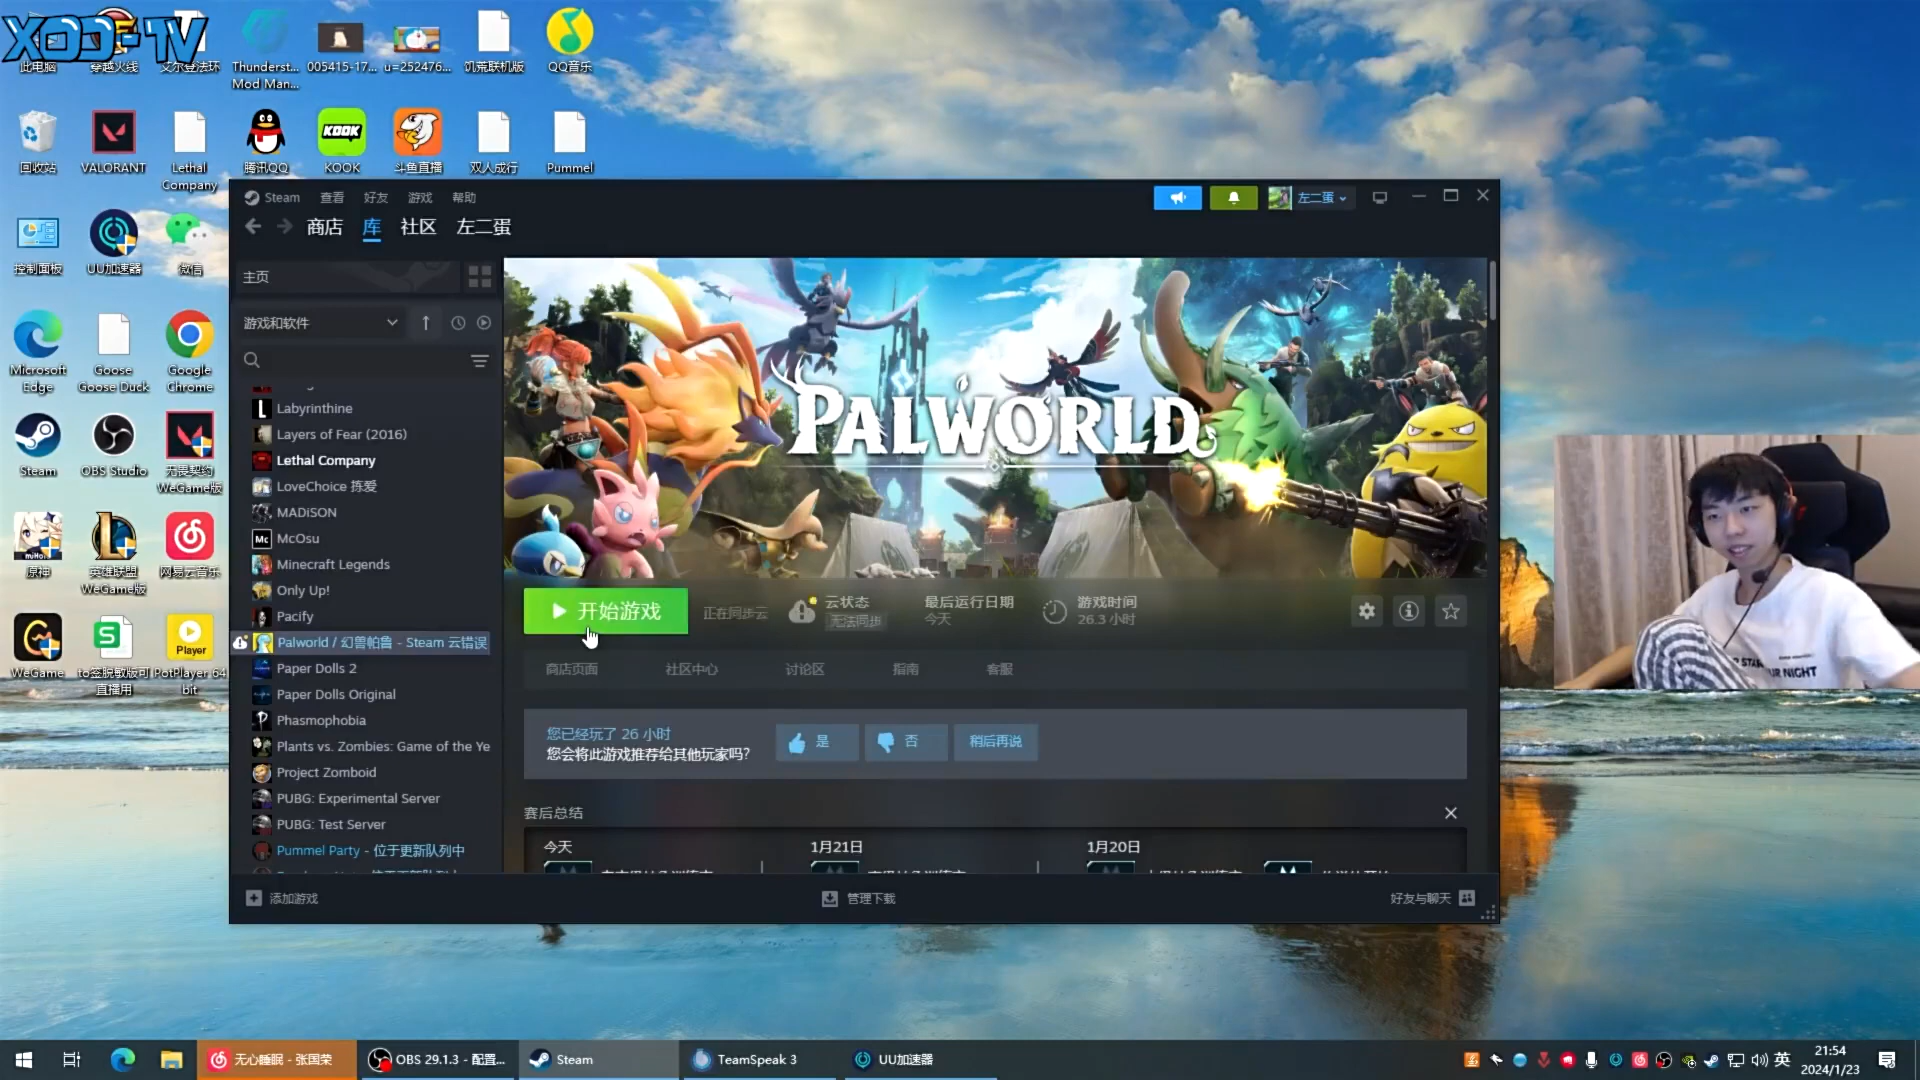 XOO-TV
此电脑
穿越火线
艾尔登法环
Thunderst...
Mod Man...
005415-17...
u=252476...
饥荒联机版
QQ音乐
回收站
VALORANT
Lethal
Company
腾讯QQ
KOOK
KOOK
斗鱼直播
双人成行
Pummel
控制面板
UU加速器
微信
Microsoft
Edge
Goose
Goose Duck
Google
Chrome
Steam
OBS Studio
无畏契约
WeGame版
原神
英雄联盟
WeGame版
网易云音乐
WeGame
to签脱敏版可
直播用
Player
PotPlayer 64
bit
Steam
查看
好友
游戏
帮助
左二蛋
商店
库
社区
左二蛋
主页
游戏和软件
Labyrinthine
Layers of Fear (2016)
Lethal Company
LoveChoice 拣爱
MADiSON
McOsu
Minecraft Legends
Only Up!
Pacify
Palworld / 幻兽帕鲁 - Steam 云错误
Paper Dolls 2
Paper Dolls Original
Phasmophobia
Plants vs. Zombies: Game of the Ye
Project Zomboid
PUBG: Experimental Server
PUBG: Test Server
Pummel Party - 位于更新队列中
PALWORLD
开始游戏
正在同步云
云状态
无法同步
最后运行日期
今天
游戏时间
26.3 小时
商店页面
社区中心
讨论区
指南
客服
您已经玩了 26 小时
您会将此游戏推荐给其他玩家吗?
是
否
稍后再说
赛后总结
今天
1月21日
1月20日
添加游戏
管理下载
好友与聊天
无心睡眠 - 张国荣
OBS 29.1.3 - 配置...
Steam
TeamSpeak 3
UU加速器
英
21:54
2024/1/23